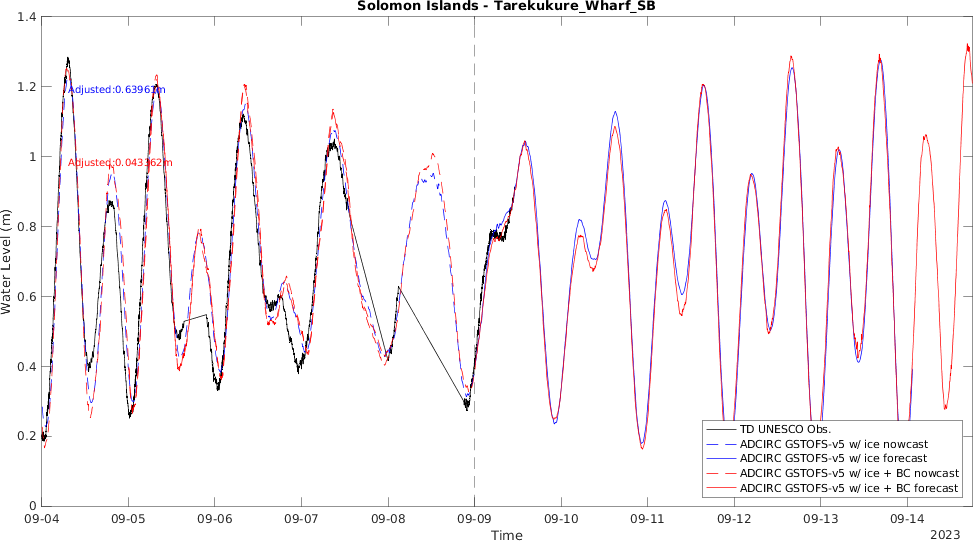 Solomon Islands - Tarekukure_Wharf_SB
1.4
1.2
1
0.8
0.6
0.4
0.2
0
Water Level (m)
Adjusted:0.63961m
Adjusted:0.043362m
TD UNESCO Obs.
ADCIRC GSTOFS-v5 w/ ice nowcast
ADCIRC GSTOFS-v5 w/ ice forecast
ADCIRC GSTOFS-v5 w/ ice + BC nowcast
ADCIRC GSTOFS-v5 w/ ice + BC forecast
09-04 09-05 09-06 09-07 09-08 09-09 09-10 09-11 09-12 09-13 09-14
Time
2023